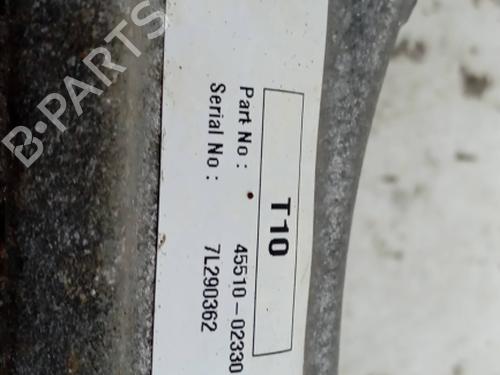 B-PARTS
T10
Part No : 45510-02330
Serial No : 7L290362